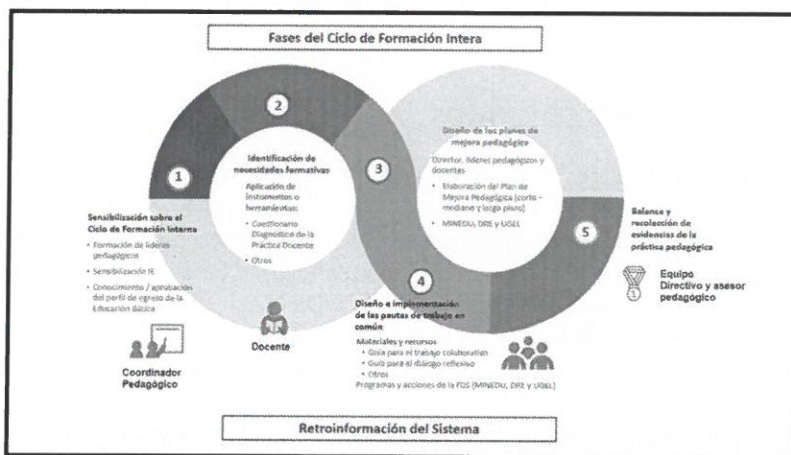 Fases del Ciclo de Formación Intera
1
2
3
4
5
Sensibilización sobre el
Ciclo de Formación Interna
• Formación de líderes
pedagógicos
• Sensibilización IE
• Conocimiento / aprobación
del perfil de egreso de la
Educación Básica
Coordinador
Pedagógico
Identificación de
necesidades formativas
Aplicación de
instrumentos o
herramientas:
• Cuestionario
Diagnóstico de la
Práctica Docente
• Otros
Docente
Diseño de los planes de
mejora pedagógica
Director, líderes pedagógicos y
docentes
• Elaboración del Plan de
Mejora Pedagógica (corto –
mediano y largo plazo)
• MINEDU, DRE y UGEL
Diseño e implementación
de las pautas de trabajo en
común
Materiales y recursos
• Guía para el trabajo colaborativo
• Guía para el diálogo reflexivo
• Otros
Programas y acciones de la FDS (MINEDU, DRE y UGEL)
Balance y
recolección de
evidencias de la
práctica pedagógica
Equipo
Directivo y asesor
pedagógico
Retroinformación del Sistema